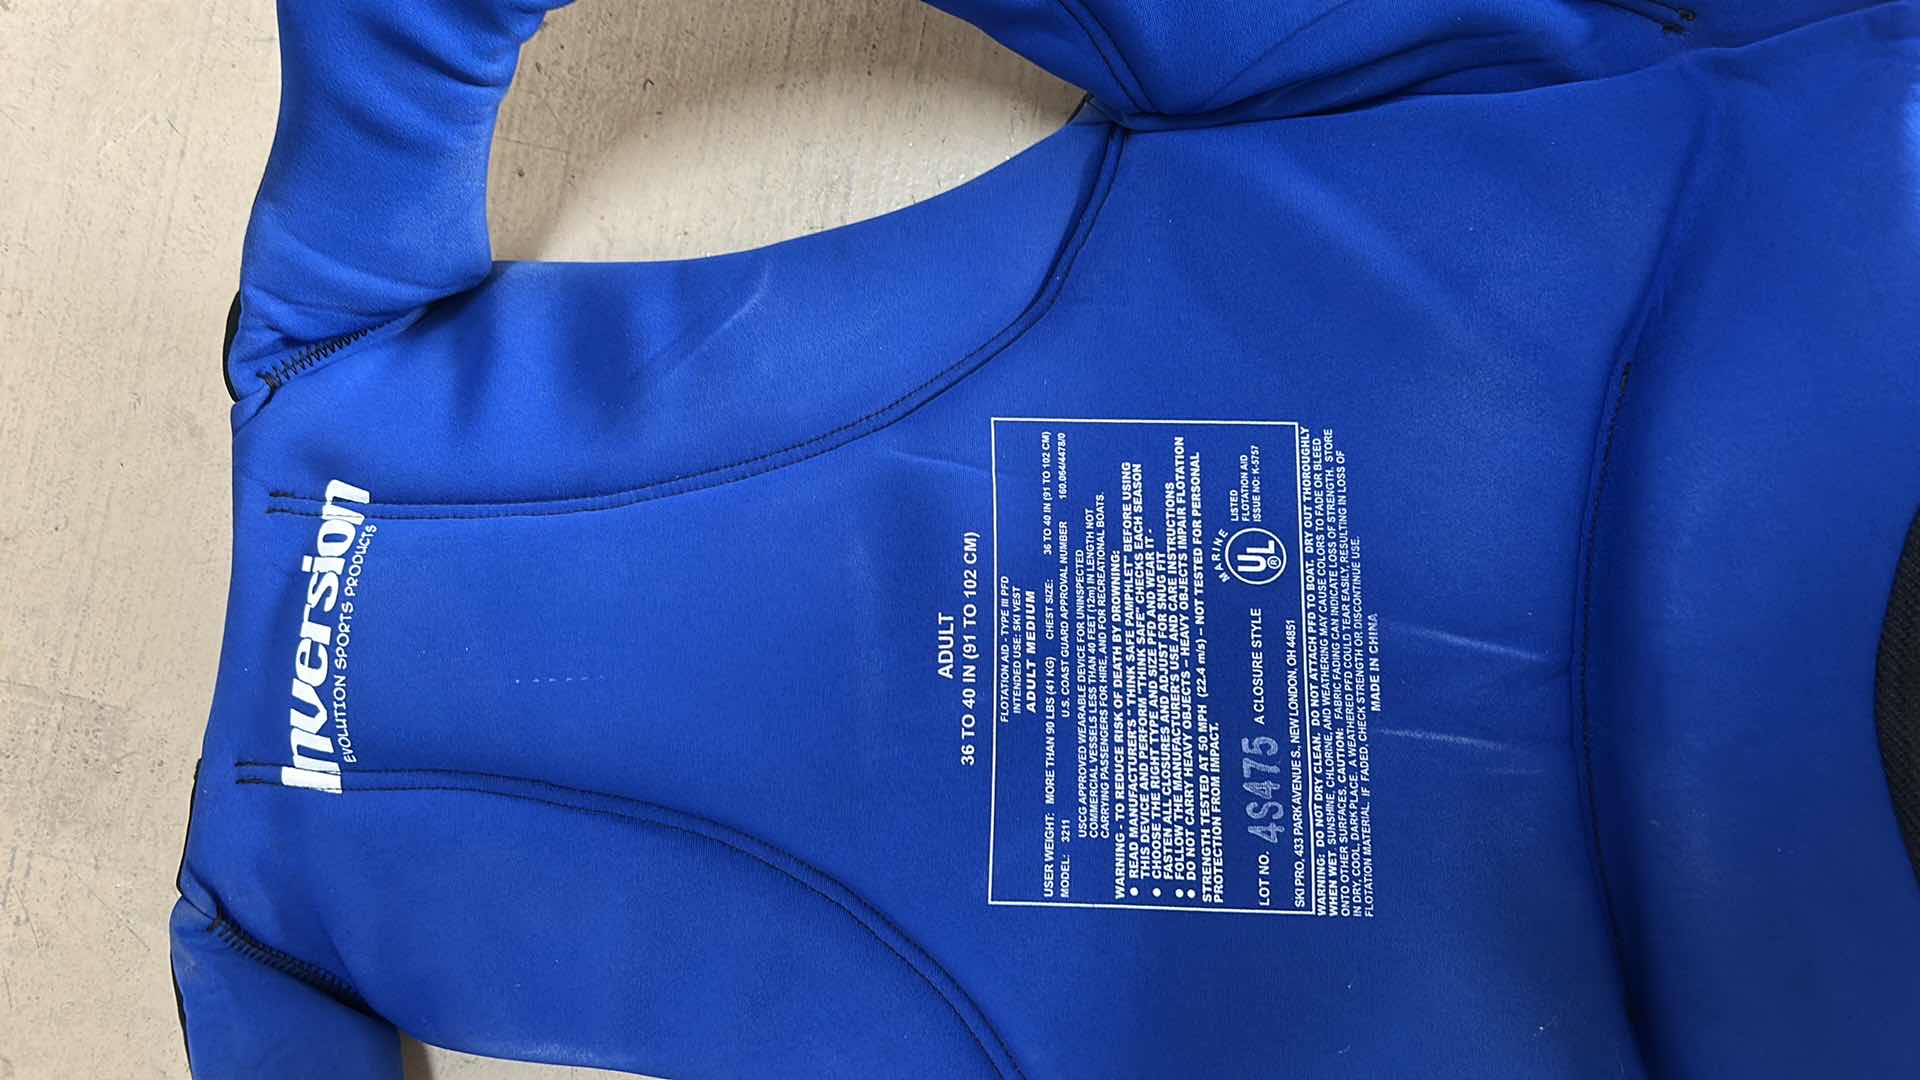 Inversion
EVOLUTION SPORTS PRODUCTS
ADULT
36 TO 40 IN (91 TO 102 CM)
FLOTATION AID - TYPE III PFD
INTENDED USE: SKI VEST
ADULT MEDIUM
USER WEIGHT: MORE THAN 90 LBS (41 KG) CHEST SIZE: 36 TO 40 IN (91 TO 102 CM)
MODEL: 3211 U.S. COAST GUARD APPROVAL NUMBER 160.064/4478/0
USCG APPROVED WEARABLE DEVICE FOR UNINSPECTED
COMMERCIAL VESSELS LESS THAN 40 FEET (12m) IN LENGTH NOT
CARRYING PASSENGERS FOR HIRE, AND FOR RECREATIONAL BOATS.
WARNING - TO REDUCE RISK OF DEATH BY DROWNING:
• READ MANUFACTURER'S "THINK SAFE PAMPHLET" BEFORE USING
THIS DEVICE AND PERFORM "THINK SAFE" CHECKS EACH SEASON
• CHOOSE THE RIGHT TYPE AND SIZE PFD AND WEAR IT -
FASTEN ALL CLOSURES AND ADJUST FOR SNUG FIT
• FOLLOW THE MANUFACTURER'S USE AND CARE INSTRUCTIONS
• DO NOT CARRY HEAVY OBJECTS – HEAVY OBJECTS IMPAIR FLOTATION
STRENGTH TESTED AT 50 MPH (22.4 m/s) – NOT TESTED FOR PERSONAL
PROTECTION FROM IMPACT.
LOT NO. 4S475 A CLOSURE STYLE
MARINE
UL®
LISTED
FLOTATION AID
ISSUE NO: K-5757
SKI PRO, 433 PARK AVENUE S., NEW LONDON, OH 44851
WARNING: DO NOT DRY CLEAN. DO NOT ATTACH PFD TO BOAT. DRY OUT THOROUGHLY
WHEN WET. SUNSHINE, CHLORINE, AND WEATHERING MAY CAUSE COLORS TO FADE OR BLEED
ONTO OTHER SURFACES. CAUTION: FABRIC FADING CAN INDICATE LOSS OF STRENGTH. STORE
IN DRY, COOL, DARK PLACE. A WEATHERED PFD COULD TEAR EASILY, RESULTING IN LOSS OF
FLOTATION MATERIAL. IF FADED, CHECK STRENGTH OR DISCONTINUE USE.
MADE IN CHINA